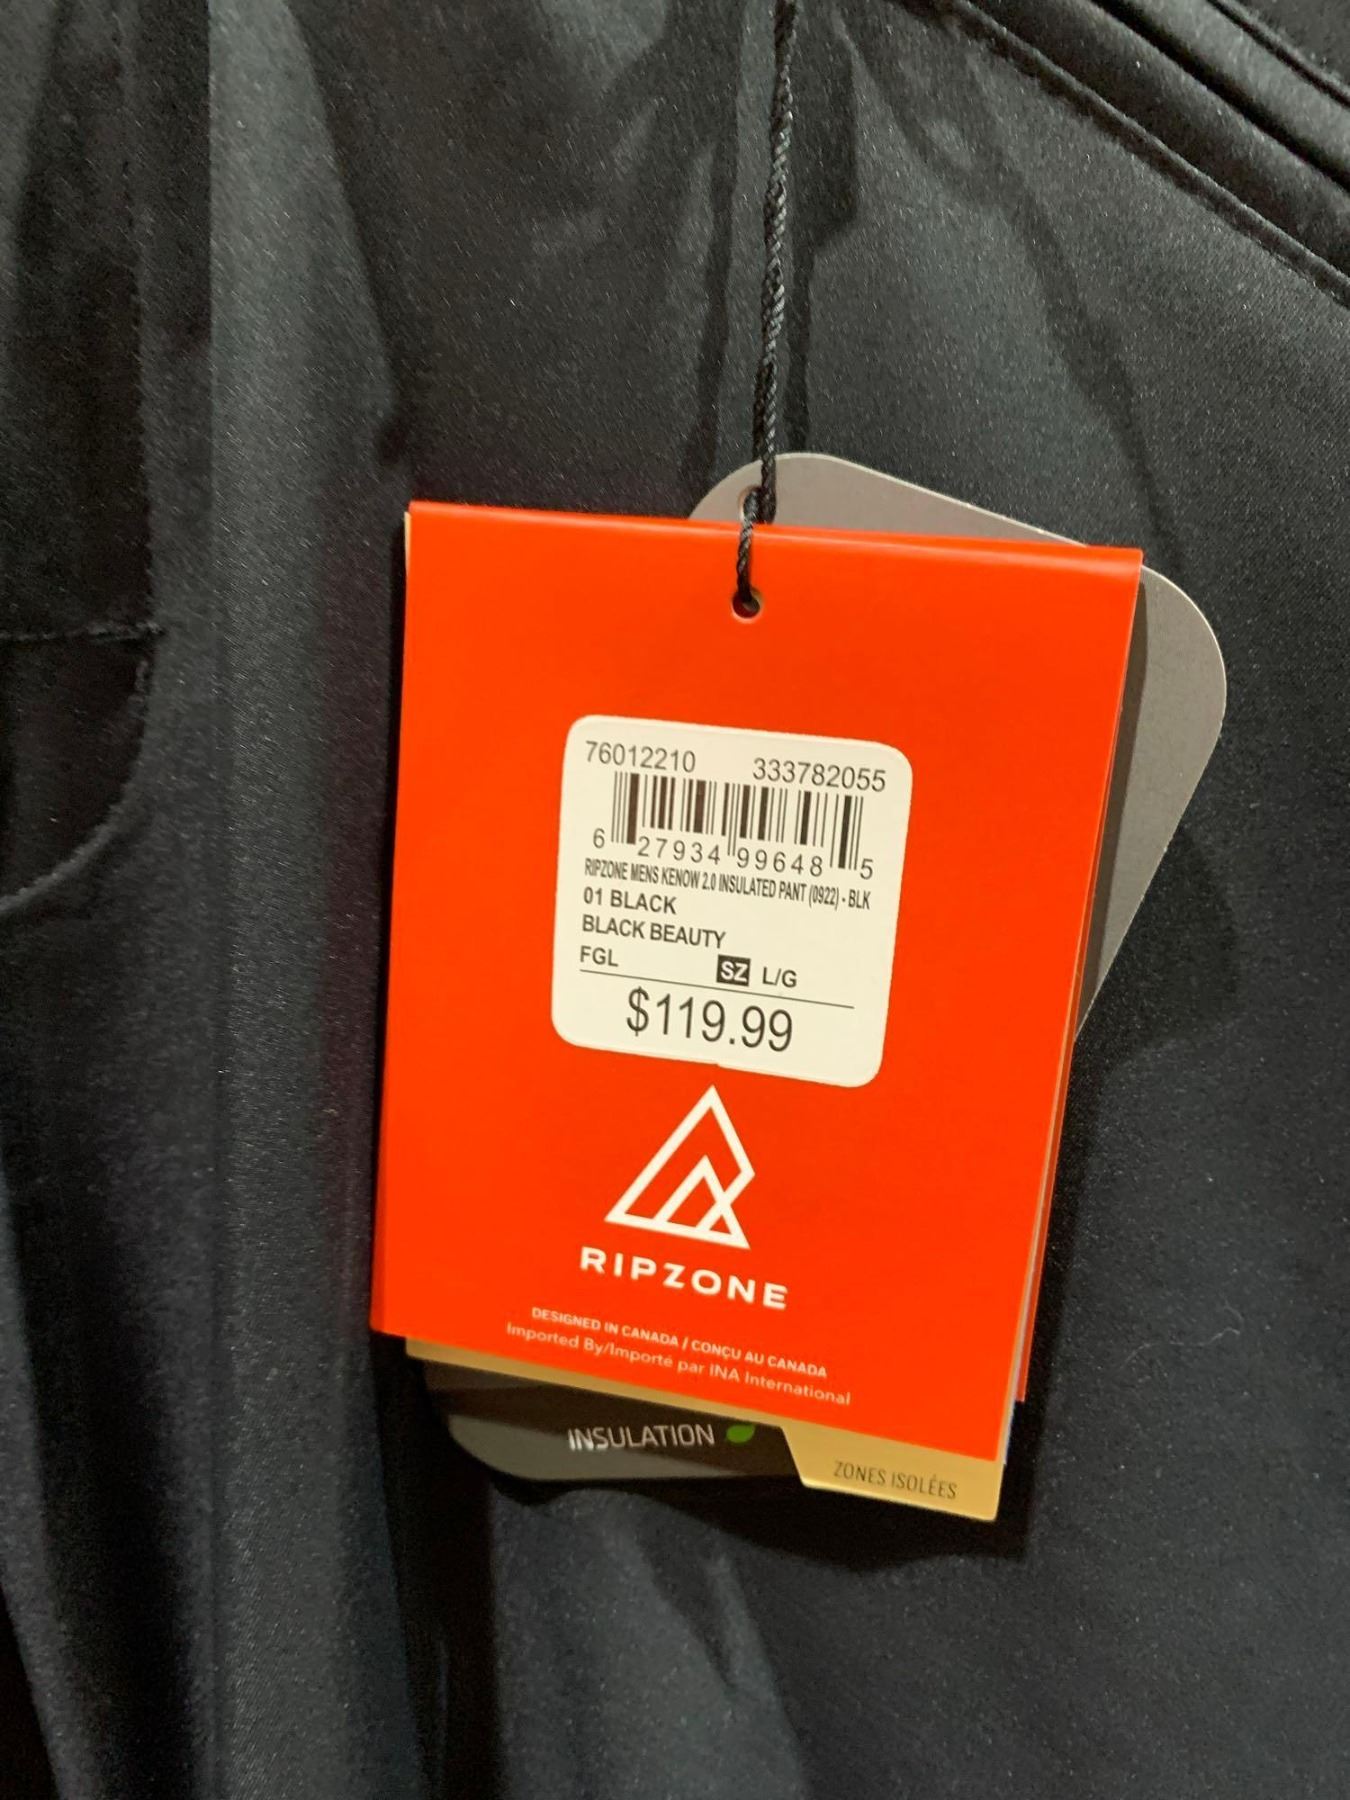 76012210 333782055
6 27934 99648 5
RIPZONE MENS KENOW 2.0 INSULATED PANT (0922) - BLK
01 BLACK
BLACK BEAUTY
FGL SZ L/G
$119.99
RIPZONE
DESIGNED IN CANADA / CONÇU AU CANADA
Imported By/Importé par INA International
INSULATION
ZONES ISOLÉES